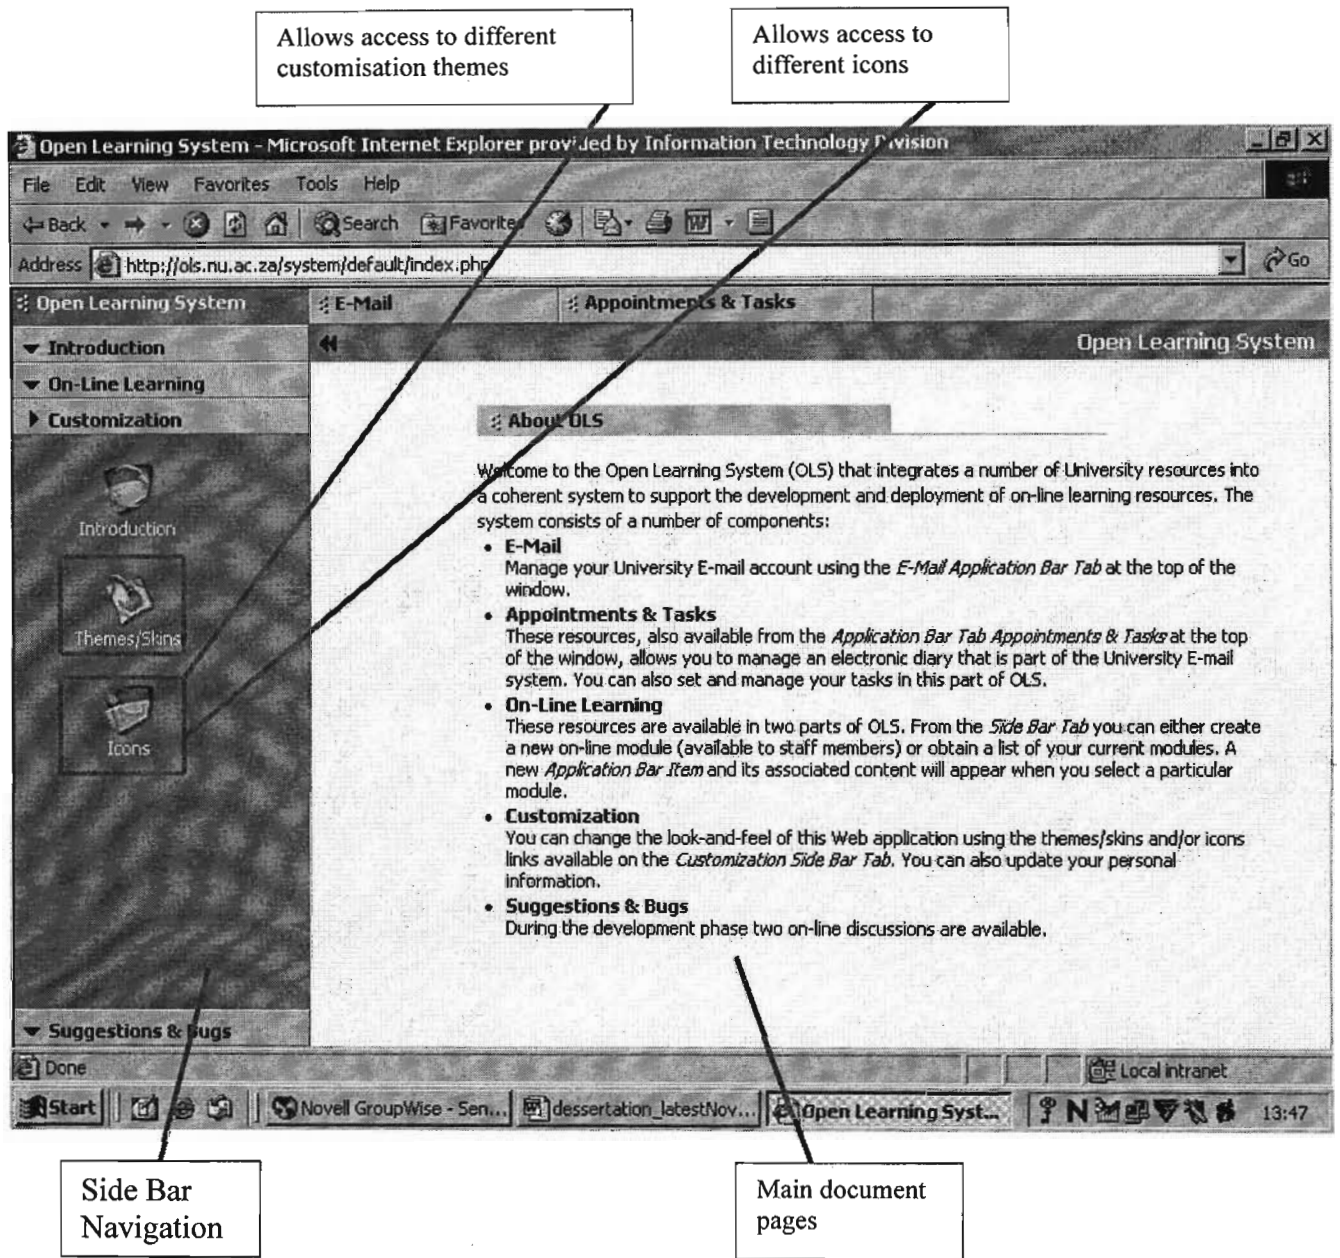 Allows access to different
customisation themes
Allows access to
different icons
Open Learning System - Microsoft Internet Explorer provided by Information Technology Division
File Edit View Favorites Tools Help
Back Search Favorites
Address http://ols.nu.ac.za/system/default/index.php Go
Open Learning System E-Mail Appointments & Tasks
Introduction
Open Learning System
On-Line Learning
Customization
About OLS
Introduction
Themes/Skins
Icons
Welcome to the Open Learning System (OLS) that integrates a number of University resources into
a coherent system to support the development and deployment of on-line learning resources. The
system consists of a number of components:
• E-Mail
Manage your University E-mail account using the E-Mail Application Bar Tab at the top of the
window.
• Appointments & Tasks
These resources, also available from the Application Bar Tab Appointments & Tasks at the top
of the window, allows you to manage an electronic diary that is part of the University E-mail
system. You can also set and manage your tasks in this part of OLS.
• On-Line Learning
These resources are available in two parts of OLS. From the Side Bar Tab you can either create
a new on-line module (available to staff members) or obtain a list of your current modules. A
new Application Bar Item and its associated content will appear when you select a particular
module.
• Customization
You can change the look-and-feel of this Web application using the themes/skins and/or icons
links available on the Customization Side Bar Tab. You can also update your personal
information.
• Suggestions & Bugs
During the development phase two on-line discussions are available.
Suggestions & Bugs
Done Local intranet
Start Novell GroupWise - Sen... dessertation_latestNov... Open Learning Syst... 13:47
Side Bar
Navigation
Main document
pages